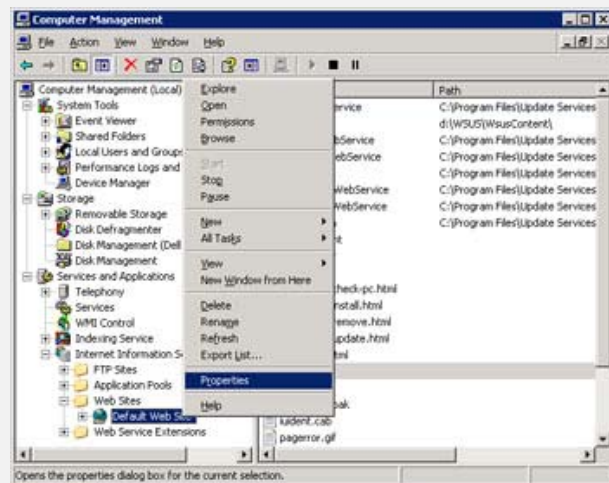 Computer Management
File Action View Window Help
Computer Management (Local)
System Tools
Event Viewer
Shared Folders
Local Users and Groups
Performance Logs and
Device Manager
Storage
Removable Storage
Disk Defragmenter
Disk Management (Dell
Disk Management
Services and Applications
Telephony
Services
WMI Control
Indexing Service
Internet Information S
FTP Sites
Application Pools
Web Sites
Default Web Site
Web Service Extensions
Explore
Open
Permissions
Browse
Start
Stop
Pause
New
All Tasks
View
New Window from Here
Delete
Rename
Refresh
Export List...
Properties
Help
Path
ervice C:\Program Files\Update Services
d:\WSUS\WsusContent\
bService C:\Program Files\Update Services
ebService C:\Program Files\Update Services
WebService C:\Program Files\Update Services
WebService C:\Program Files\Update Services
C:\Program Files\Update Services
check-pc.html
nstall.html
emove.html
update.html
tml
bak
iuident.cab
pagerror.gif
Opens the properties dialog box for the current selection.